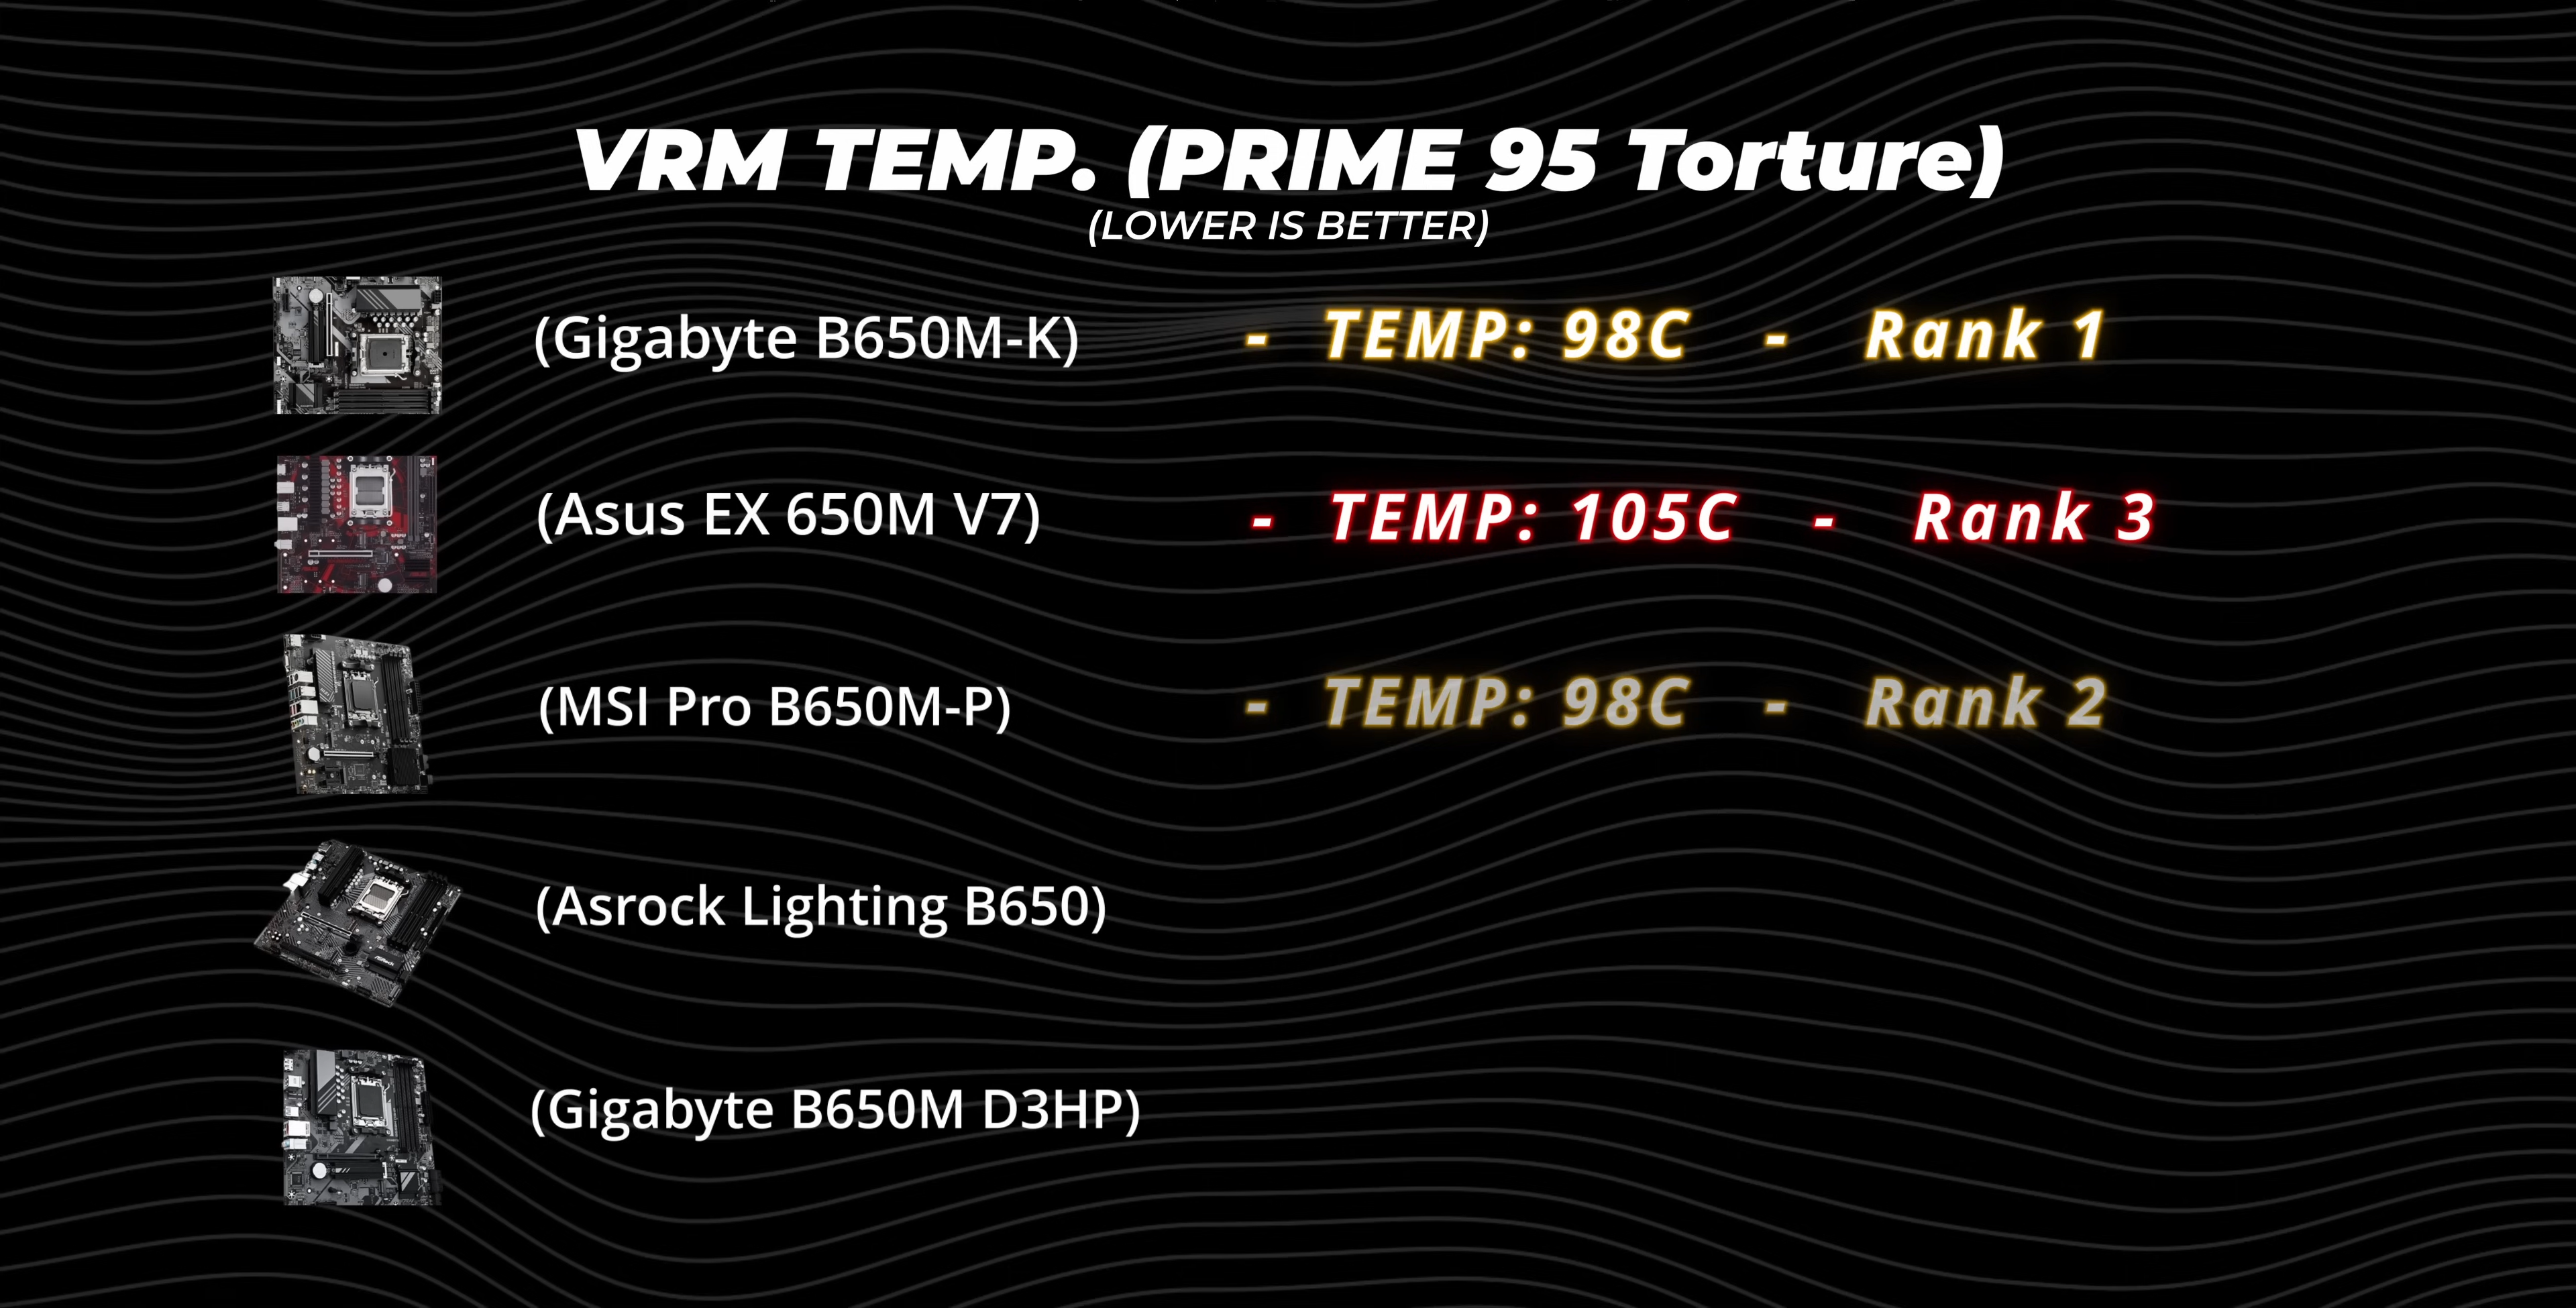 VRM TEMP. (PRIME 95 Torture)
(LOWER IS BETTER)
(Gigabyte B650M-K) - TEMP: 98C - Rank 1
(Asus EX 650M V7) - TEMP: 105C - Rank 3
(MSI Pro B650M-P) - TEMP: 98C - Rank 2
(Asrock Lighting B650)
(Gigabyte B650M D3HP)